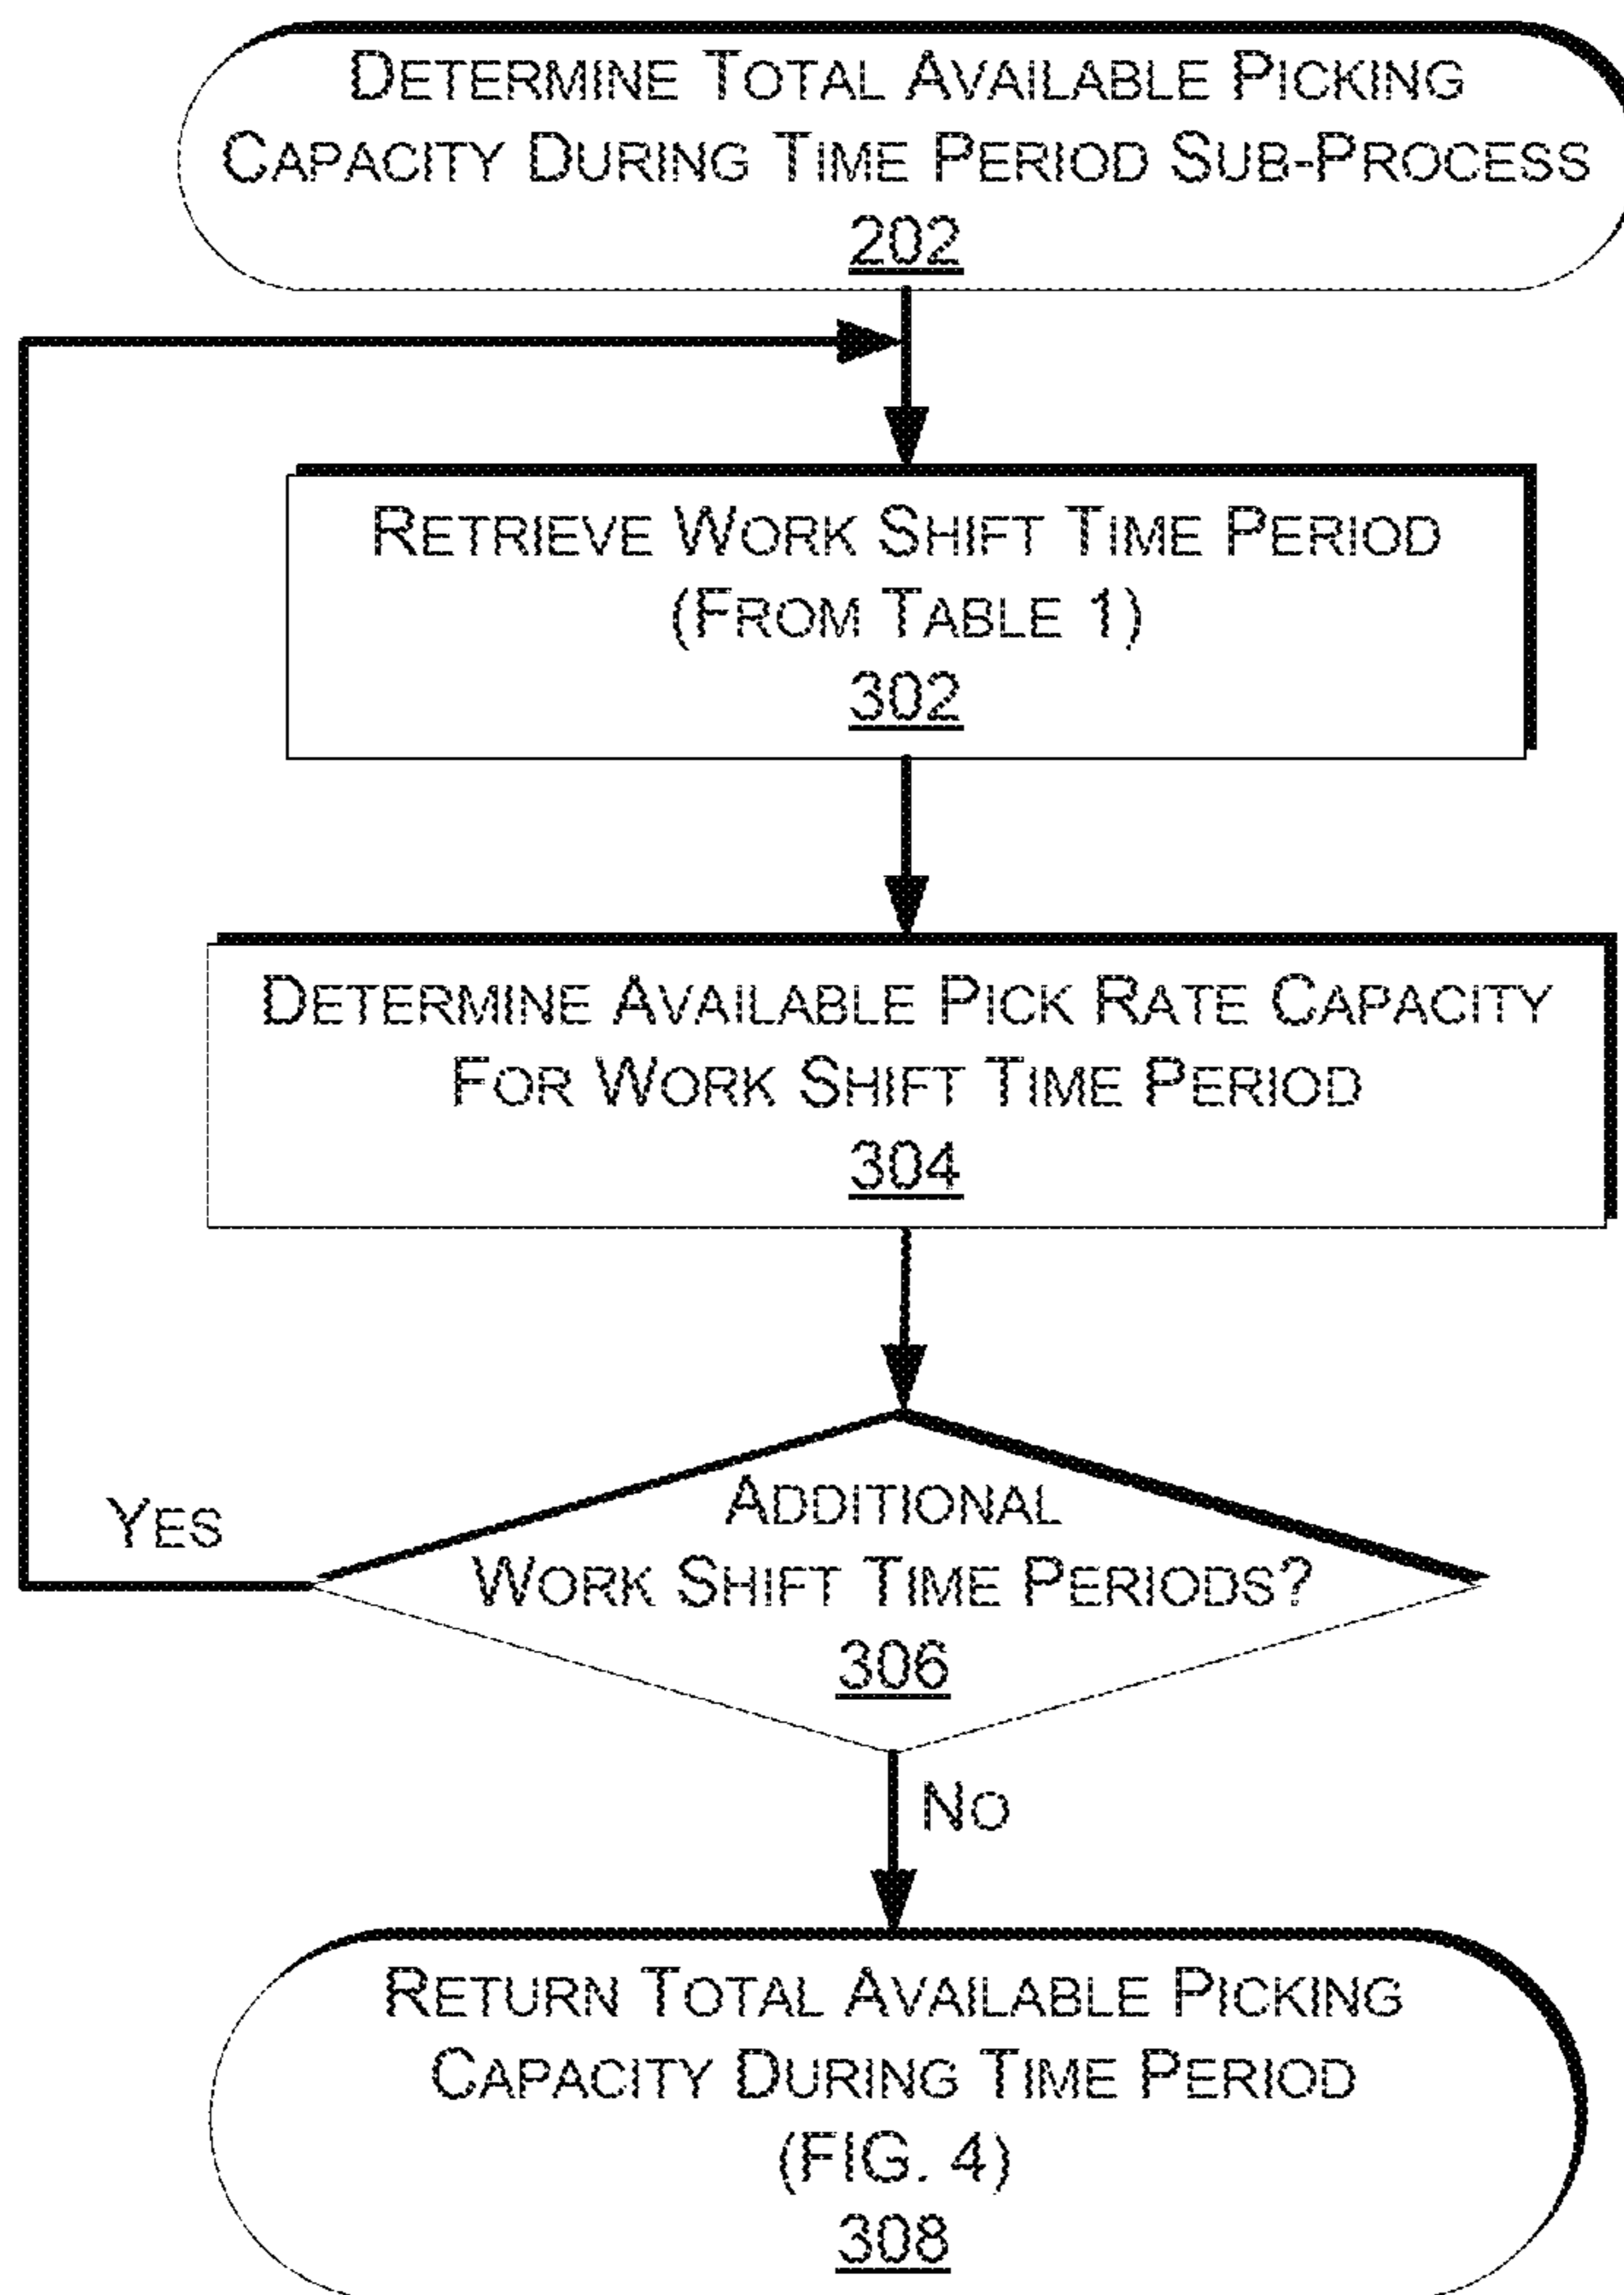 DETERMINE TOTAL AVAILABLE PICKING
CAPACITY DURING TIME PERIOD SUB-PROCESS
202
RETRIEVE WORK SHIFT TIME PERIOD
(FROM TABLE 1)
302
DETERMINE AVAILABLE PICK RATE CAPACITY
FOR WORK SHIFT TIME PERIOD
304
ADDITIONAL
YES
WORK SHIFT TIME PERIODS?
306
NO
RETURN TOTAL AVAILABLE PICKING
CAPACITY DURING TIME PERIOD
(FIG. 4)
308